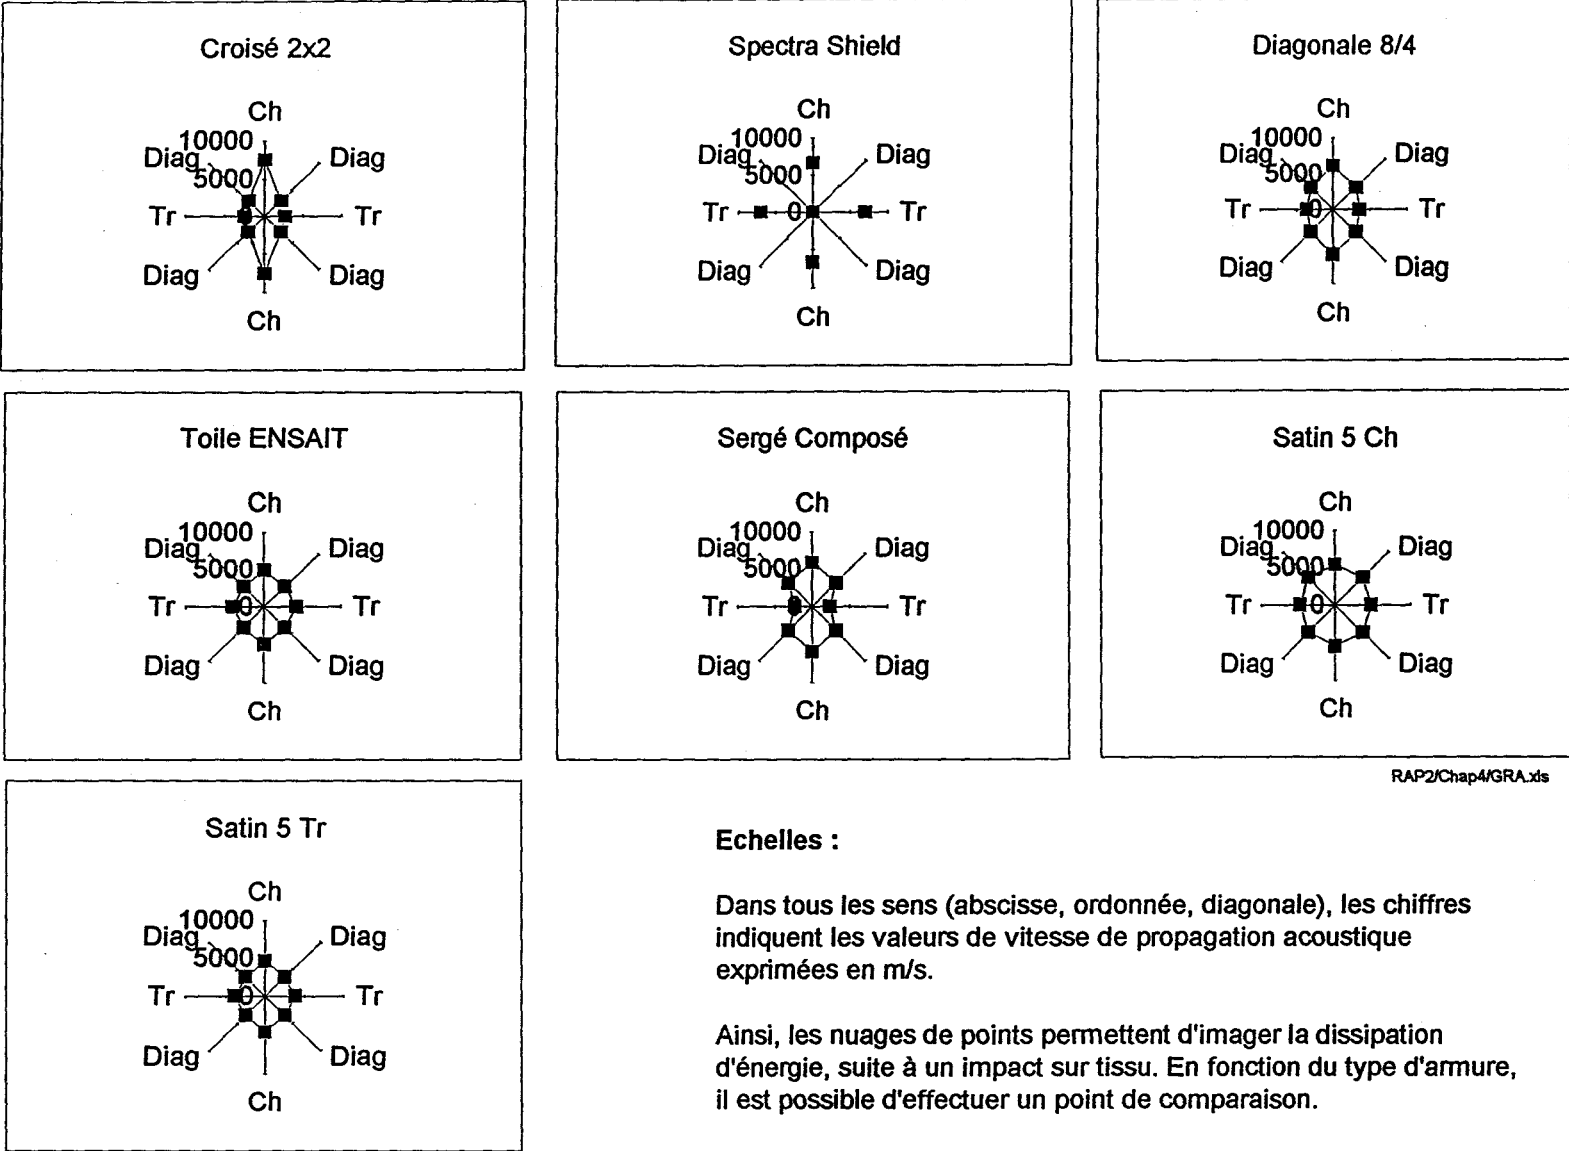 Croisé 2x2
Ch
10000
Diag
Diag
5000
Tr
0
Tr
Diag
Diag
Ch
Spectra Shield
Ch
10000
Diag
Diag
5000
Tr
0
Tr
Diag
Diag
Ch
Diagonale 8/4
Ch
10000
Diag
Diag
5000
Tr
0
Tr
Diag
Diag
Ch
Toile ENSAIT
Ch
10000
Diag
Diag
5000
Tr
0
Tr
Diag
Diag
Ch
Sergé Composé
Ch
10000
Diag
Diag
5000
Tr
0
Tr
Diag
Diag
Ch
Satin 5 Ch
Ch
10000
Diag
Diag
5000
Tr
0
Tr
Diag
Diag
Ch
RAP2/Chap4/GRA.xls
Satin 5 Tr
Ch
10000
Diag
Diag
5000
Tr
0
Tr
Diag
Diag
Ch
Echelles :
Dans tous les sens (abscisse, ordonnée, diagonale), les chiffres
indiquent les valeurs de vitesse de propagation acoustique
exprimées en m/s.
Ainsi, les nuages de points permettent d'imager la dissipation
d'énergie, suite à un impact sur tissu. En fonction du type d'armure,
il est possible d'effectuer un point de comparaison.